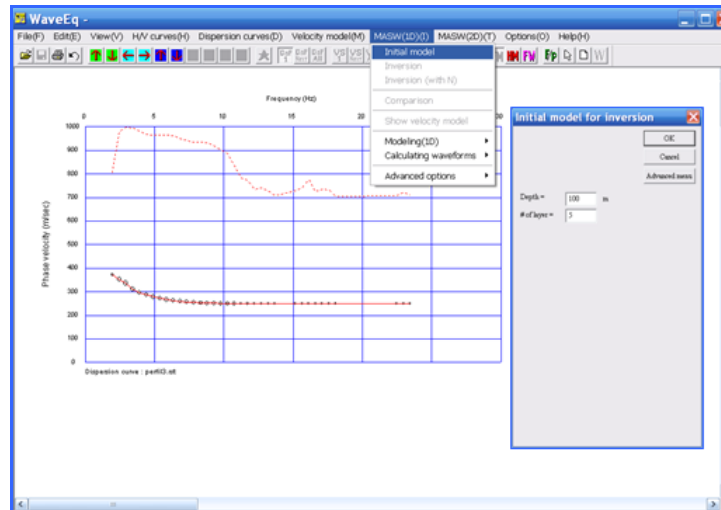 WaveEq -
File(F) Edit(E) View(V) H/V curves(H) Dispersion curves(D) Velocity model(M) MASW(1D)(I) MASW(2D)(T) Options(O) Help(H)
Initial model
Inversion
Inversion (with N)
Comparison
Show velocity model
Modeling(1D)
Calculating waveforms
Advanced options
Initial model for inversion
OK
Cancel
Advanced menu
Depth = 100 m
# of layer = 5
Frequency (Hz)
0 5 10 15 20 30
1000
900
800
700
600
500
400
300
200
100
0
Phase velocity (m/sec)
Dispersion curve : perfil3.sit